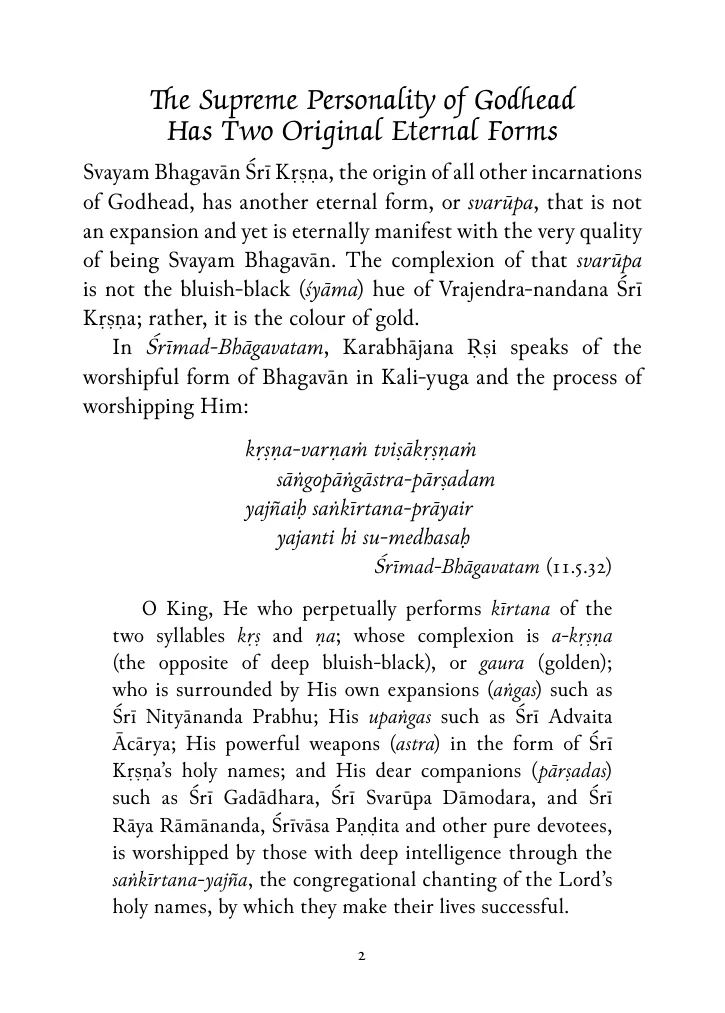 The Supreme Personality of Godhead
Has Two Original Eternal Forms
Svayam Bhagavān Śrī Kṛṣṇa, the origin of all other incarnations
of Godhead, has another eternal form, or svarūpa, that is not
an expansion and yet is eternally manifest with the very quality
of being Svayam Bhagavān. The complexion of that svarūpa
is not the bluish-black (śyāma) hue of Vrajendra-nandana Śrī
Kṛṣṇa; rather, it is the colour of gold.
In Śrīmad-Bhāgavatam, Karabhājana Ṛṣi speaks of the
worshipful form of Bhagavān in Kali-yuga and the process of
worshipping Him:
kṛṣṇa-varṇaṁ tviṣākṛṣṇaṁ
sāṅgopāṅgāstra-pārṣadam
yajñaiḥ saṅkīrtana-prāyair
yajanti hi su-medhasaḥ
Śrīmad-Bhāgavatam (11.5.32)
O King, He who perpetually performs kīrtana of the
two syllables kṛṣ and ṇa; whose complexion is a-kṛṣṇa
(the opposite of deep bluish-black), or gaura (golden);
who is surrounded by His own expansions (aṅgas) such as
Śrī Nityānanda Prabhu; His upaṅgas such as Śrī Advaita
Ācārya; His powerful weapons (astra) in the form of Śrī
Kṛṣṇa's holy names; and His dear companions (pārṣadas)
such as Śrī Gadādhara, Śrī Svarūpa Dāmodara, and Śrī
Rāya Rāmānanda, Śrīvāsa Paṇḍita and other pure devotees,
is worshipped by those with deep intelligence through the
saṅkīrtana-yajña, the congregational chanting of the Lord's
holy names, by which they make their lives successful.
2